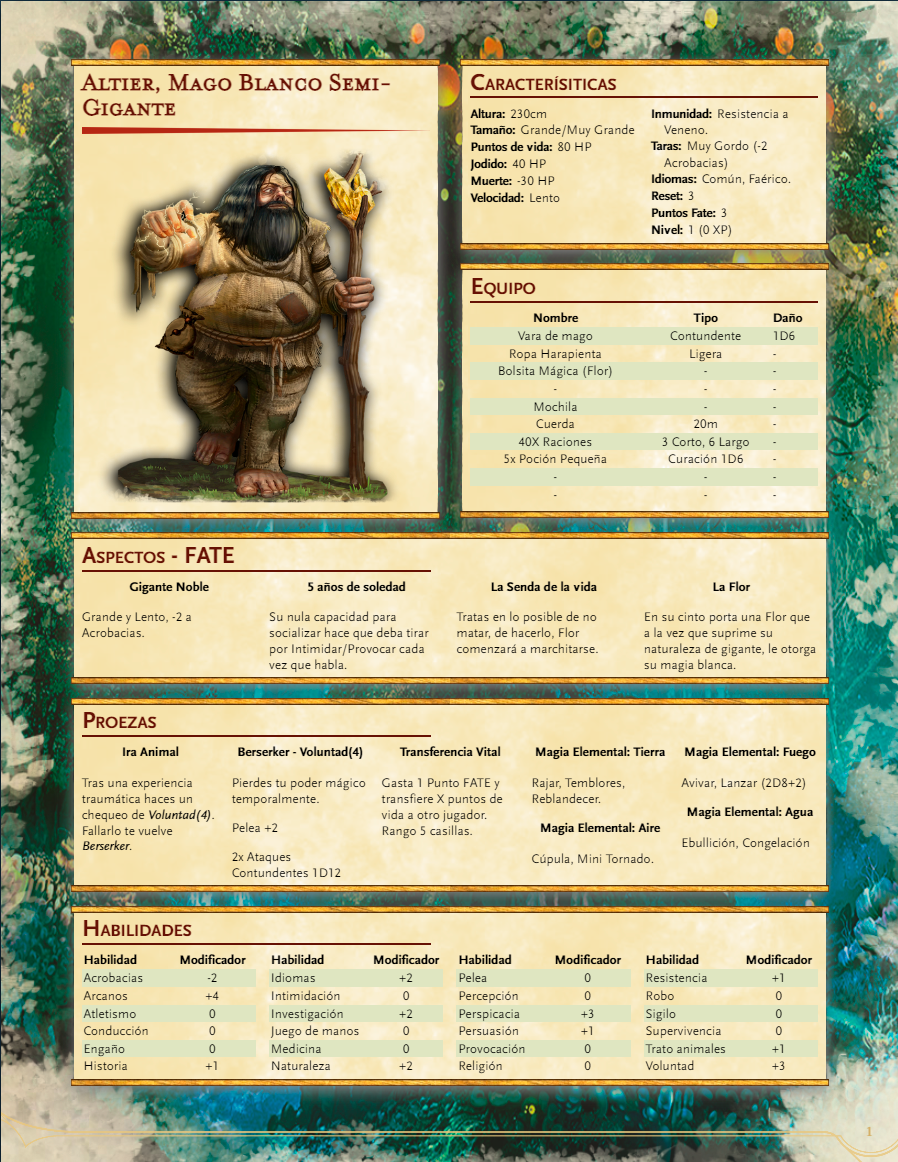 Altier, Mago Blanco Semi-
Gigante
Caracterísiticas
Altura: 230cm
Tamaño: Grande/Muy Grande
Puntos de vida: 80 HP
Jodido: 40 HP
Muerte: -30 HP
Velocidad: Lento
Inmunidad: Resistencia a
Veneno.
Taras: Muy Gordo (-2
Acrobacias)
Idiomas: Común, Faérico.
Reset: 3
Puntos Fate: 3
Nivel: 1 (0 XP)
Equipo
Nombre Tipo Daño
Vara de mago Contundente 1D6
Ropa Harapienta Ligera -
Bolsita Mágica (Flor) - -
- - -
Mochila - -
Cuerda 20m -
40X Raciones 3 Corto, 6 Largo -
5x Poción Pequeña Curación 1D6 -
- - -
- - -
Aspectos - FATE
Gigante Noble
Grande y Lento, -2 a
Acrobacias.
5 años de soledad
Su nula capacidad para
socializar hace que deba tirar
por Intimidar/Provocar cada
vez que habla.
La Senda de la vida
Tratas en lo posible de no
matar, de hacerlo, Flor
comenzará a marchitarse.
La Flor
En su cinto porta una Flor que
a la vez que suprime su
naturaleza de gigante, le otorga
su magia blanca.
Proezas
Ira Animal
Tras una experiencia
traumática haces un
chequeo de Voluntad(4).
Fallarlo te vuelve
Berserker.
Berserker - Voluntad(4)
Pierdes tu poder mágico
temporalmente.
Pelea +2
2x Ataques
Contundentes 1D12
Transferencia Vital
Gasta 1 Punto FATE y
transfiere X puntos de
vida a otro jugador.
Rango 5 casillas.
Magia Elemental: Tierra
Rajar, Temblores,
Reblandecer.
Magia Elemental: Aire
Cúpula, Mini Tornado.
Magia Elemental: Fuego
Avivar, Lanzar (2D8+2)
Magia Elemental: Agua
Ebullición, Congelación
Habilidades
Habilidad Modificador Habilidad Modificador Habilidad Modificador Habilidad Modificador
Acrobacias -2 Idiomas +2 Pelea 0 Resistencia +1
Arcanos +4 Intimidación 0 Percepción 0 Robo 0
Atletismo 0 Investigación +2 Perspicacia +3 Sigilo 0
Conducción 0 Juego de manos 0 Persuasión +1 Supervivencia 0
Engaño 0 Medicina 0 Provocación 0 Trato animales +1
Historia +1 Naturaleza +2 Religión 0 Voluntad +3
1